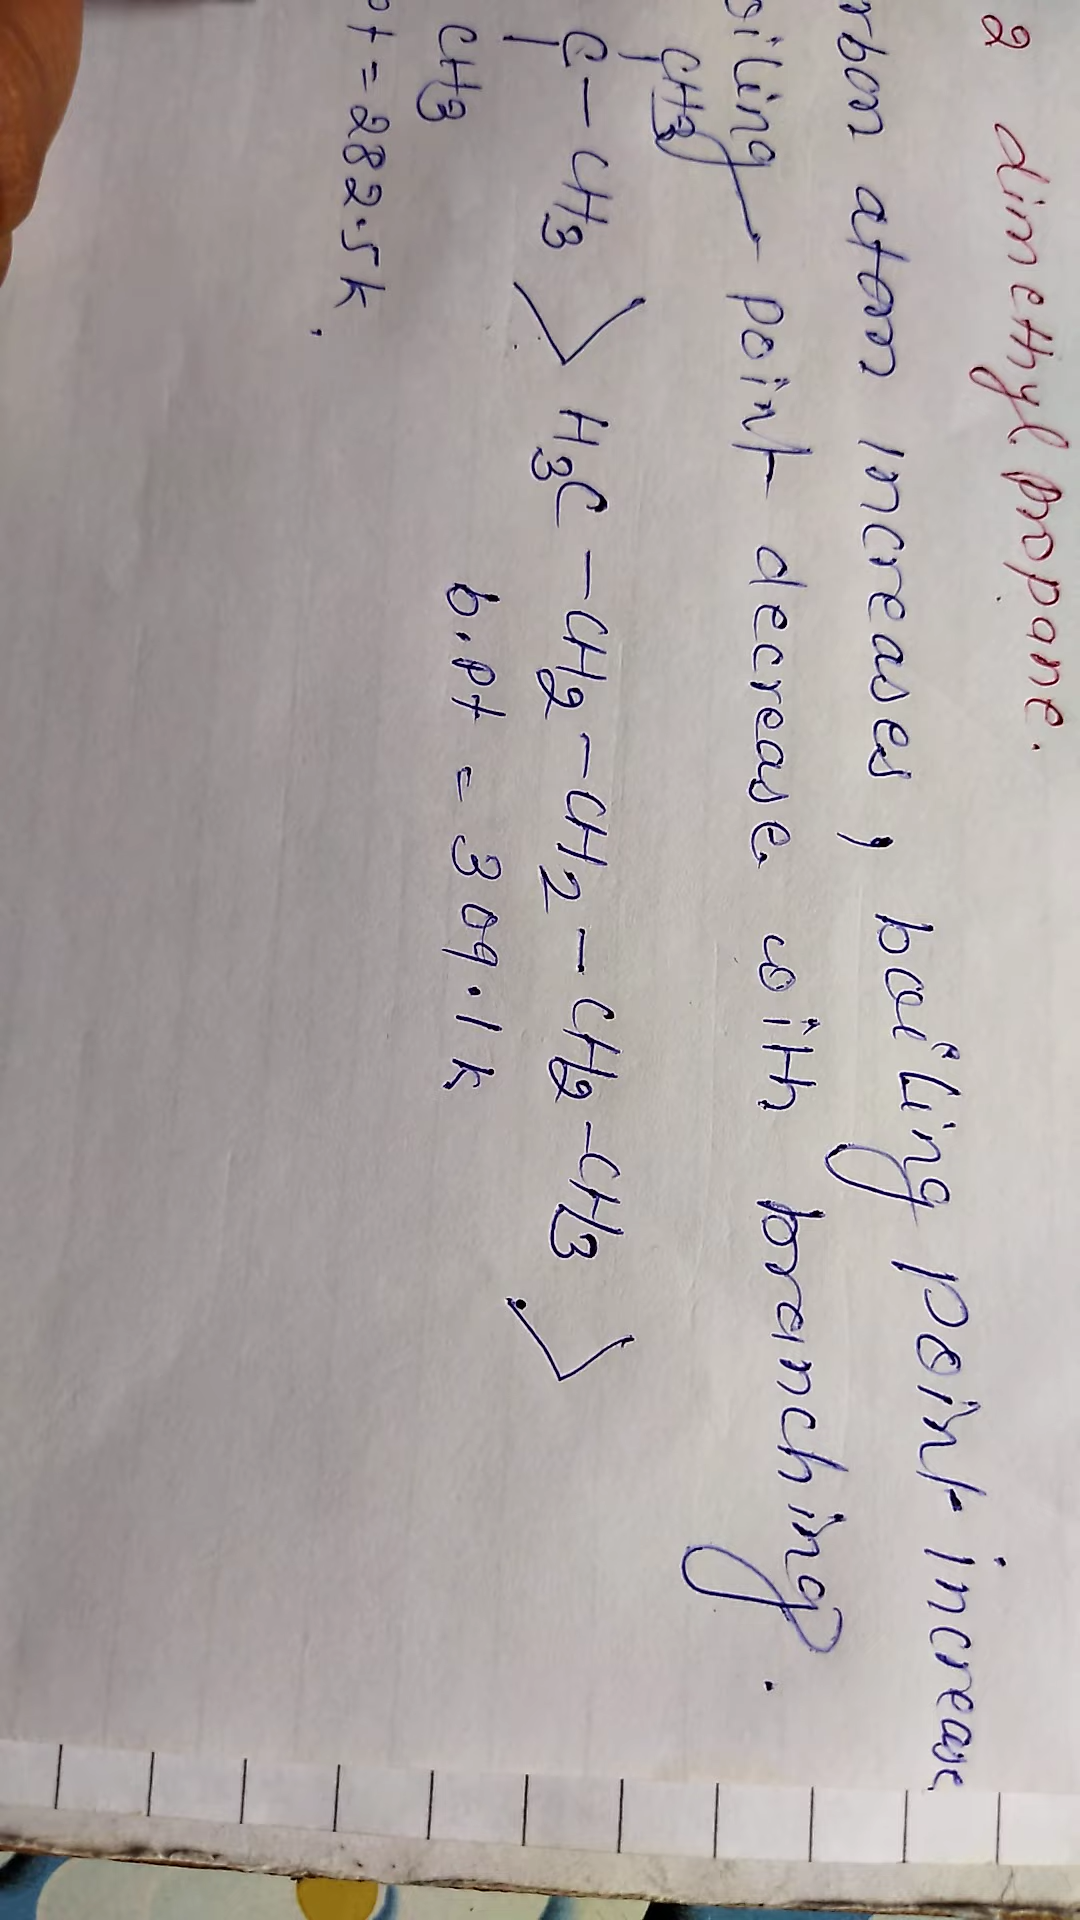 2 dimethyl propane.
rbon atom increases, boiling point increase
iling point decrease with branching.
CH3
C - CH3 > H3C - CH2 - CH2 - CH2 - CH3 >
CH3
b.pt = 309.1 k
pt = 282.5 k.